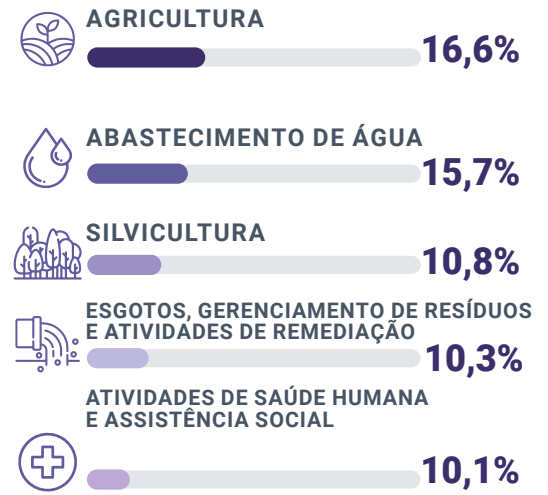 AGRICULTURA
16,6%
ABASTECIMENTO DE ÁGUA
15,7%
SILVICULTURA
10,8%
ESGOTOS, GERENCIAMENTO DE RESÍDUOS
E ATIVIDADES DE REMEDIAÇÃO
10,3%
ATIVIDADES DE SAÚDE HUMANA
E ASSISTÊNCIA SOCIAL
10,1%